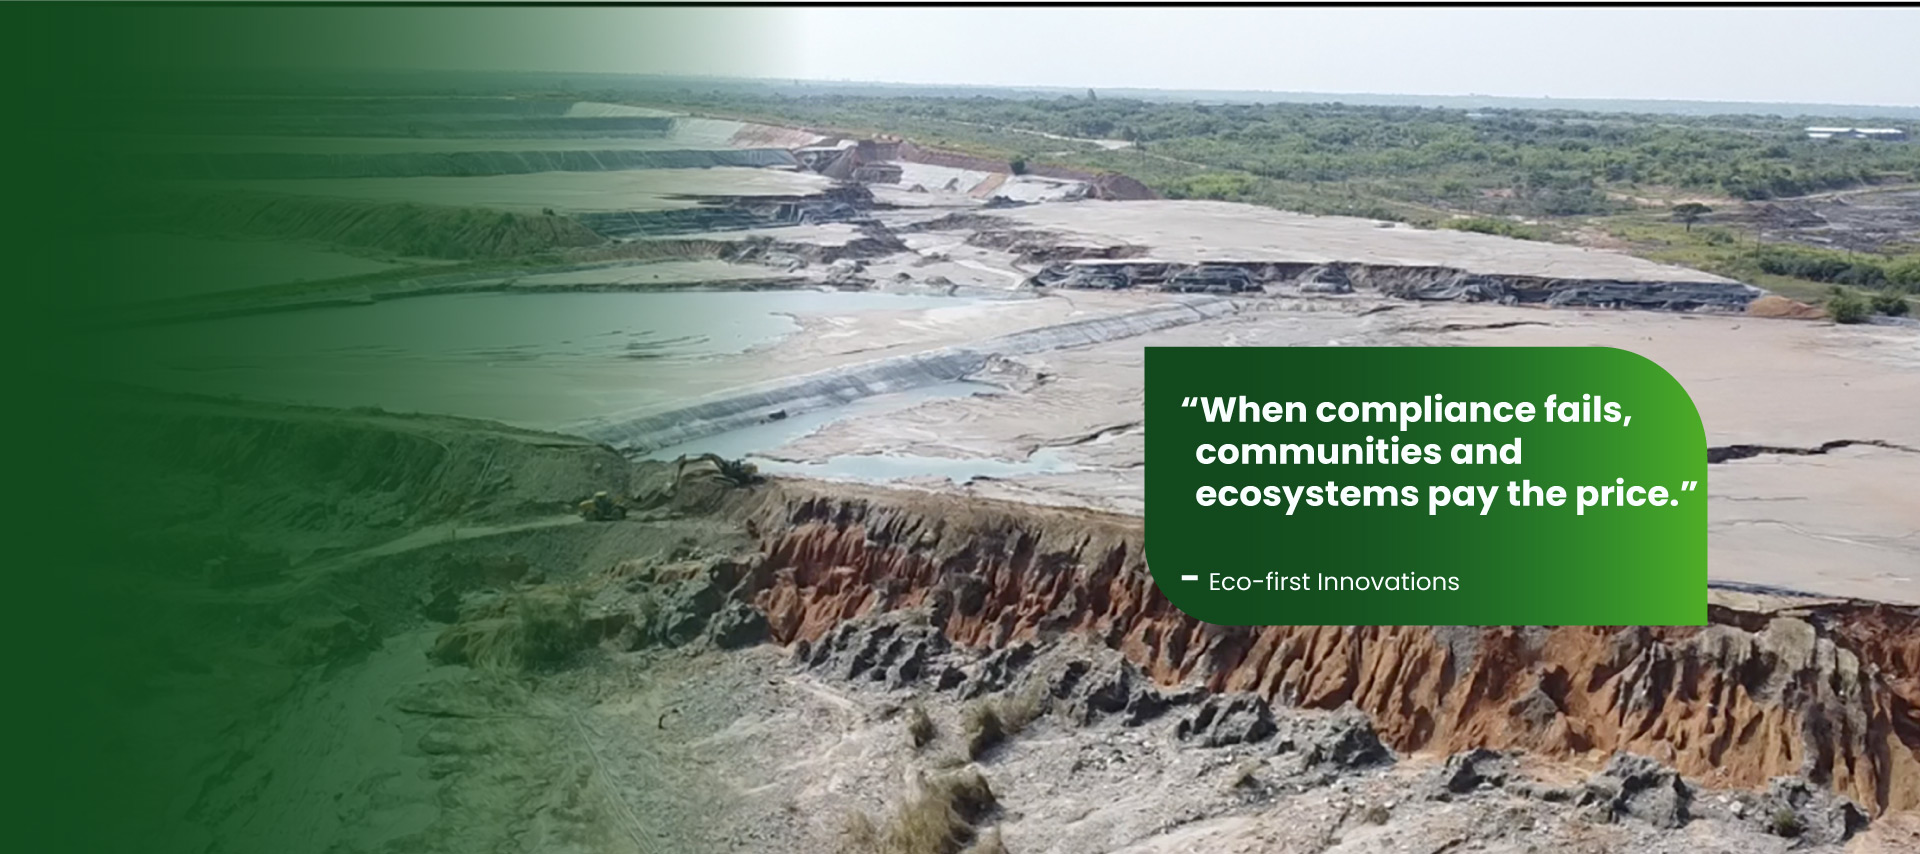 “When compliance fails,
communities and
ecosystems pay the price.”
– Eco-first Innovations